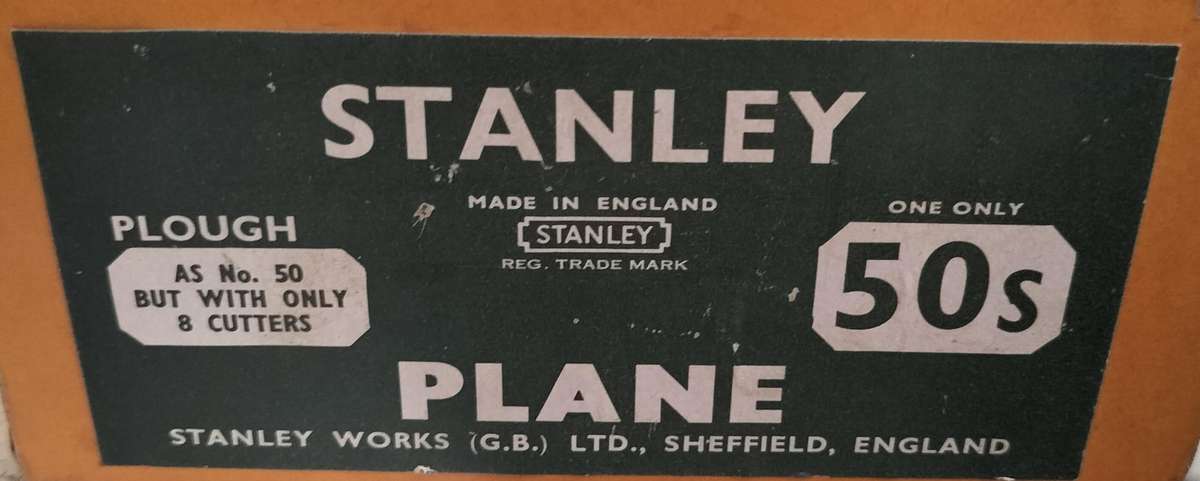 STANLEY
MADE IN ENGLAND
STANLEY
REG. TRADE MARK
PLOUGH
AS No. 50
BUT WITH ONLY
8 CUTTERS
ONE ONLY
50s
PLANE
STANLEY WORKS (G.B.) LTD., SHEFFIELD, ENGLAND